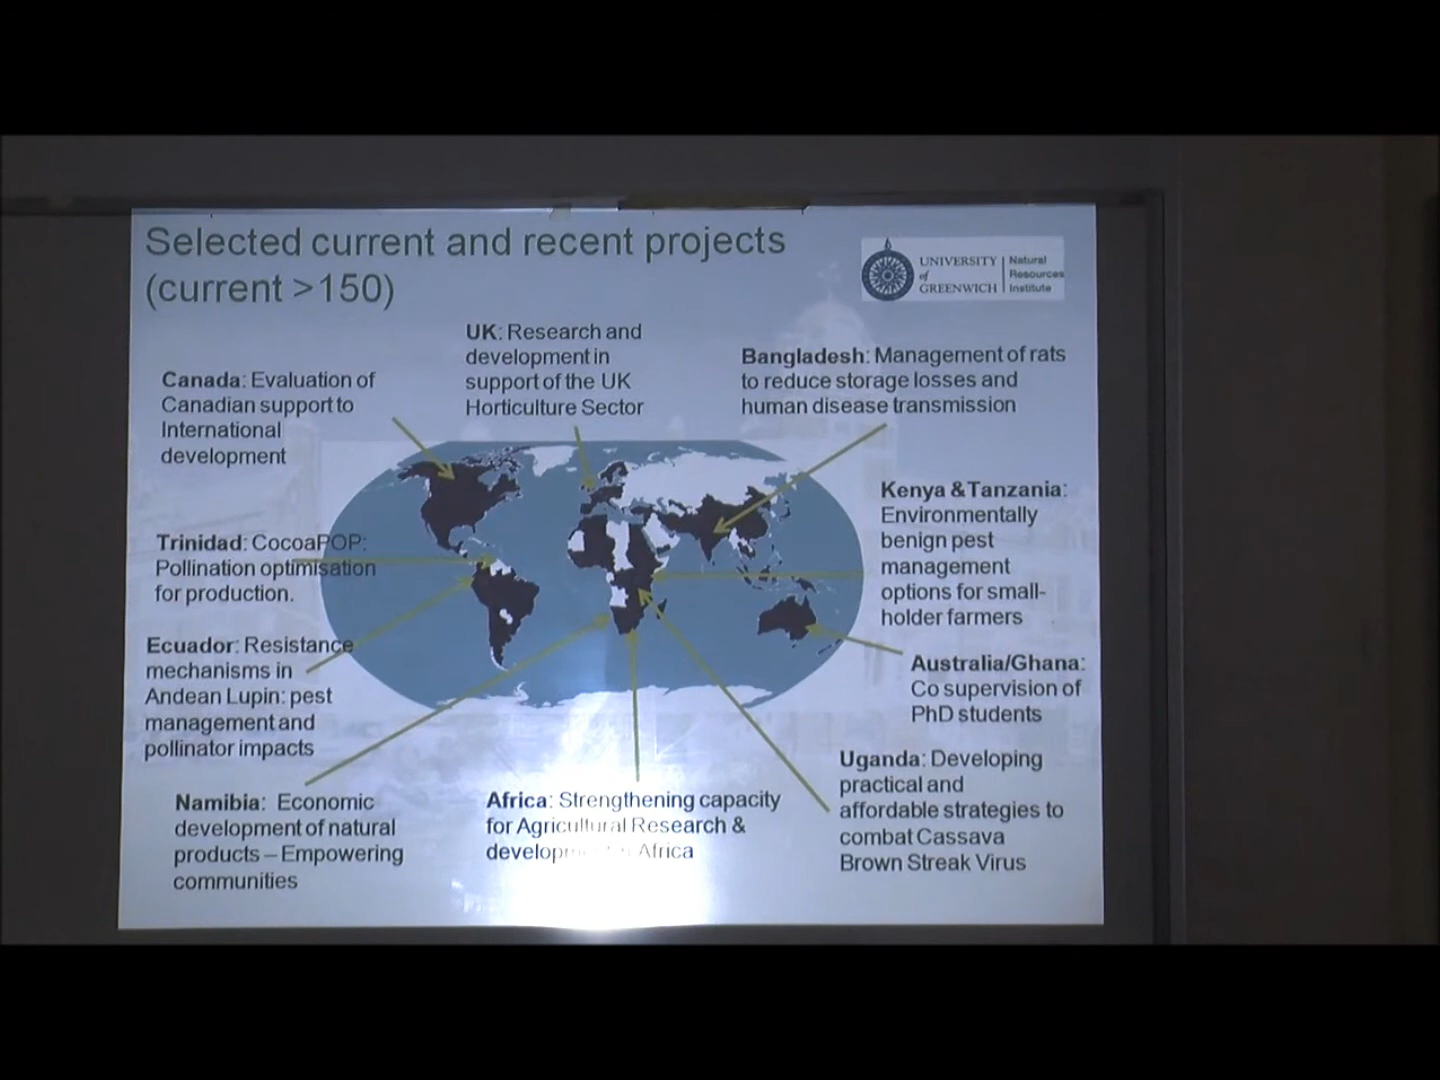 Selected current and recent projects
(current >150)
UNIVERSITY
of
GREENWICH
Natural
Resources
Institute
UK: Research and
development in
support of the UK
Horticulture Sector
Bangladesh: Management of rats
to reduce storage losses and
human disease transmission
Canada: Evaluation of
Canadian support to
International
development
Kenya & Tanzania:
Environmentally
benign pest
management
options for small-
holder farmers
Trinidad: CocoaPOP:
Pollination optimisation
for production.
Ecuador: Resistance
mechanisms in
Andean Lupin: pest
management and
pollinator impacts
Australia/Ghana:
Co supervision of
PhD students
Uganda: Developing
practical and
affordable strategies to
combat Cassava
Brown Streak Virus
Namibia: Economic
development of natural
products – Empowering
communities
Africa: Strengthening capacity
for Agricultural Research &
Africa